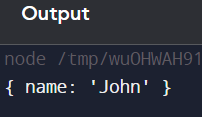 Output
node /tmp/wuOHWAH91
{ name: 'John' }